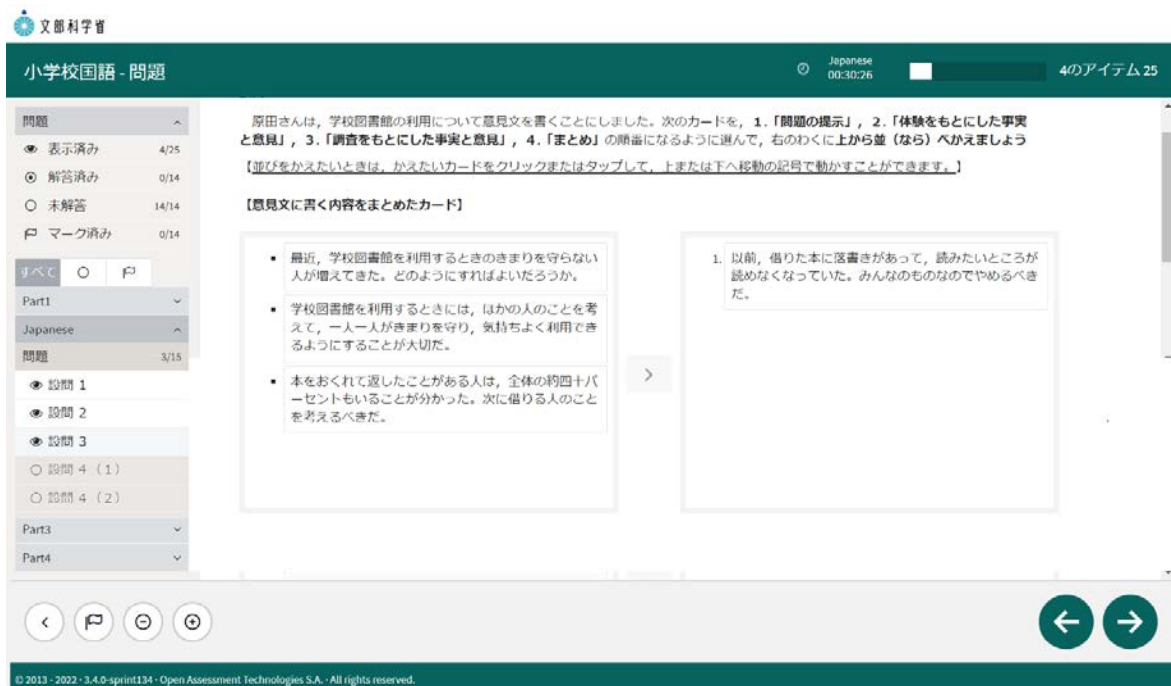 文部科学省
小学校国語 - 問題
Japanese
00:30:26
4のアイテム 25
問題
表示済み 4/25
解答済み 0/14
未解答 14/14
マーク済み 0/14
すべて
Part1
Japanese
問題 3/15
設問 1
設問 2
設問 3
設問 4 (1)
設問 4 (2)
Part3
Part4
原田さんは，学校図書館の利用について意見文を書くことにしました。次のカードを，1.「問題の提示」，2.「体験をもとにした事実
と意見」，3.「調査をもとにした事実と意見」，4.「まとめ」の順番になるように選んで，右のわくに上から並（なら）べかえましょう
【並びをかえたいときは，かえたいカードをクリックまたはタップして，上または下へ移動の記号で動かすことができます。】
【意見文に書く内容をまとめたカード】
最近，学校図書館を利用するときのきまりを守らない
人が増えてきた。どのようにすればよいだろうか。
学校図書館を利用するときには，ほかの人のことを考
えて，一人一人がきまりを守り，気持ちよく利用でき
るようにすることが大切だ。
本をおくれて返したことがある人は，全体の約四十パ
ーセントもいることが分かった。次に借りる人のこと
を考えるべきだ。
1. 以前，借りた本に落書きがあって，読みたいところが
読めなくなっていた。みんなのものなのでやめるべき
だ。
© 2013 - 2022 · 3.4.0-sprint134 · Open Assessment Technologies S.A. · All rights reserved.